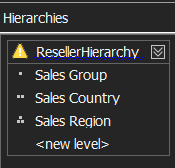 Hierarchies
ResellerHierarchy
Sales Group
Sales Country
Sales Region
<new level>